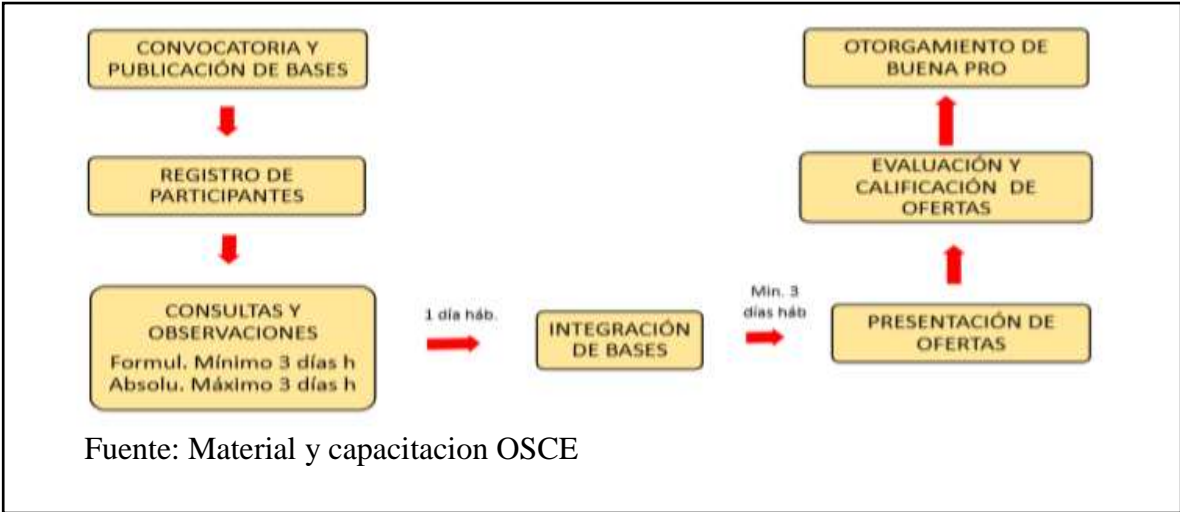 CONVOCATORIA Y
PUBLICACIÓN DE BASES
REGISTRO DE
PARTICIPANTES
CONSULTAS Y
OBSERVACIONES
Formul. Mínimo 3 días h
Absolu. Máximo 3 días h
1 día háb.
INTEGRACIÓN
DE BASES
Min. 3
días háb
PRESENTACIÓN DE
OFERTAS
EVALUACIÓN Y
CALIFICACIÓN DE
OFERTAS
OTORGAMIENTO DE
BUENA PRO
Fuente: Material y capacitacion OSCE